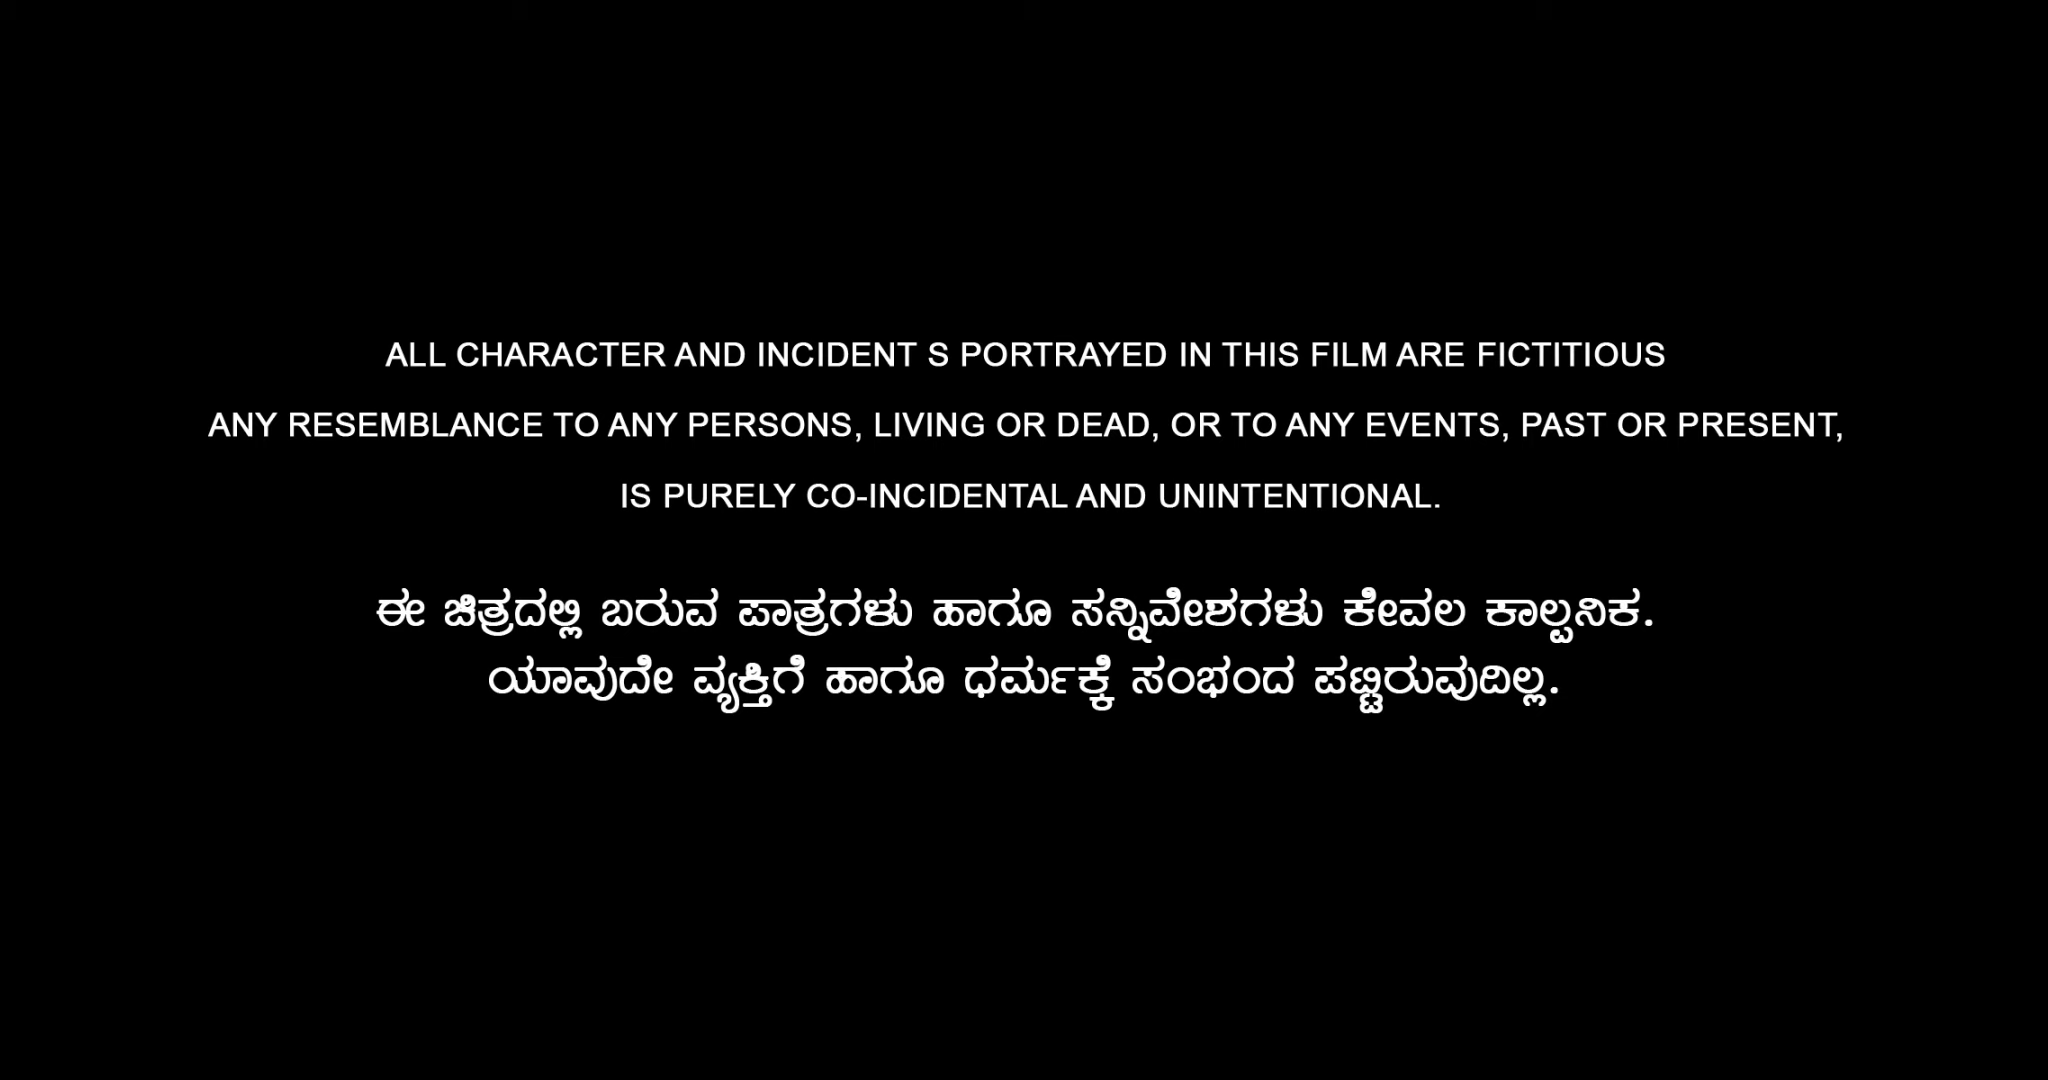 ALL CHARACTER AND INCIDENT S PORTRAYED IN THIS FILM ARE FICTITIOUS
ANY RESEMBLANCE TO ANY PERSONS, LIVING OR DEAD, OR TO ANY EVENTS, PAST OR PRESENT,
IS PURELY CO-INCIDENTAL AND UNINTENTIONAL.
ಈ ಚಿತ್ರದಲ್ಲಿ ಬರುವ ಪಾತ್ರಗಳು ಹಾಗೂ ಸನ್ನಿವೇಶಗಳು ಕೇವಲ ಕಾಲ್ಪನಿಕ.
ಯಾವುದೇ ವ್ಯಕ್ತಿಗೆ ಹಾಗೂ ಧರ್ಮಕ್ಕೆ ಸಂಭಂದ ಪಟ್ಟಿರುವುದಿಲ್ಲ.